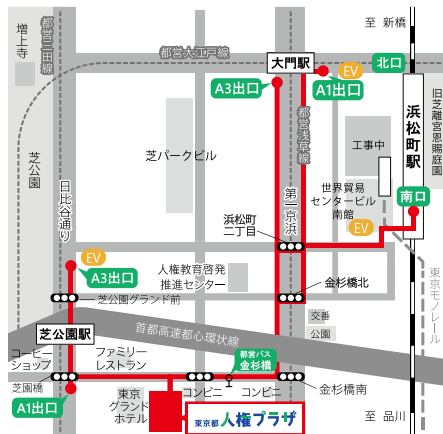 至 新橋
増上寺
都営三田線
都営大江戸線
大門駅
EV
北口
A3出口
A1出口
浜松町駅
旧芝離宮恩賜庭園
都営浅草線
工事中
芝パークビル
芝公園
日比谷通り
第一京浜
世界貿易
センタービル
南館
南口
EV
浜松町
二丁目
EV
A3出口
人権教育啓発
推進センター
金杉橋北
芝公園グランド前
東京モノレール
交番
公園
芝公園駅
首都高速都心環状線
コーヒー
ショップ
ファミリー
レストラン
都営バス
金杉橋
芝園橋
A1出口
東京
グランド
ホテル
コンビニ
コンビニ
金杉橋南
至 品川
東京都 人権プラザ